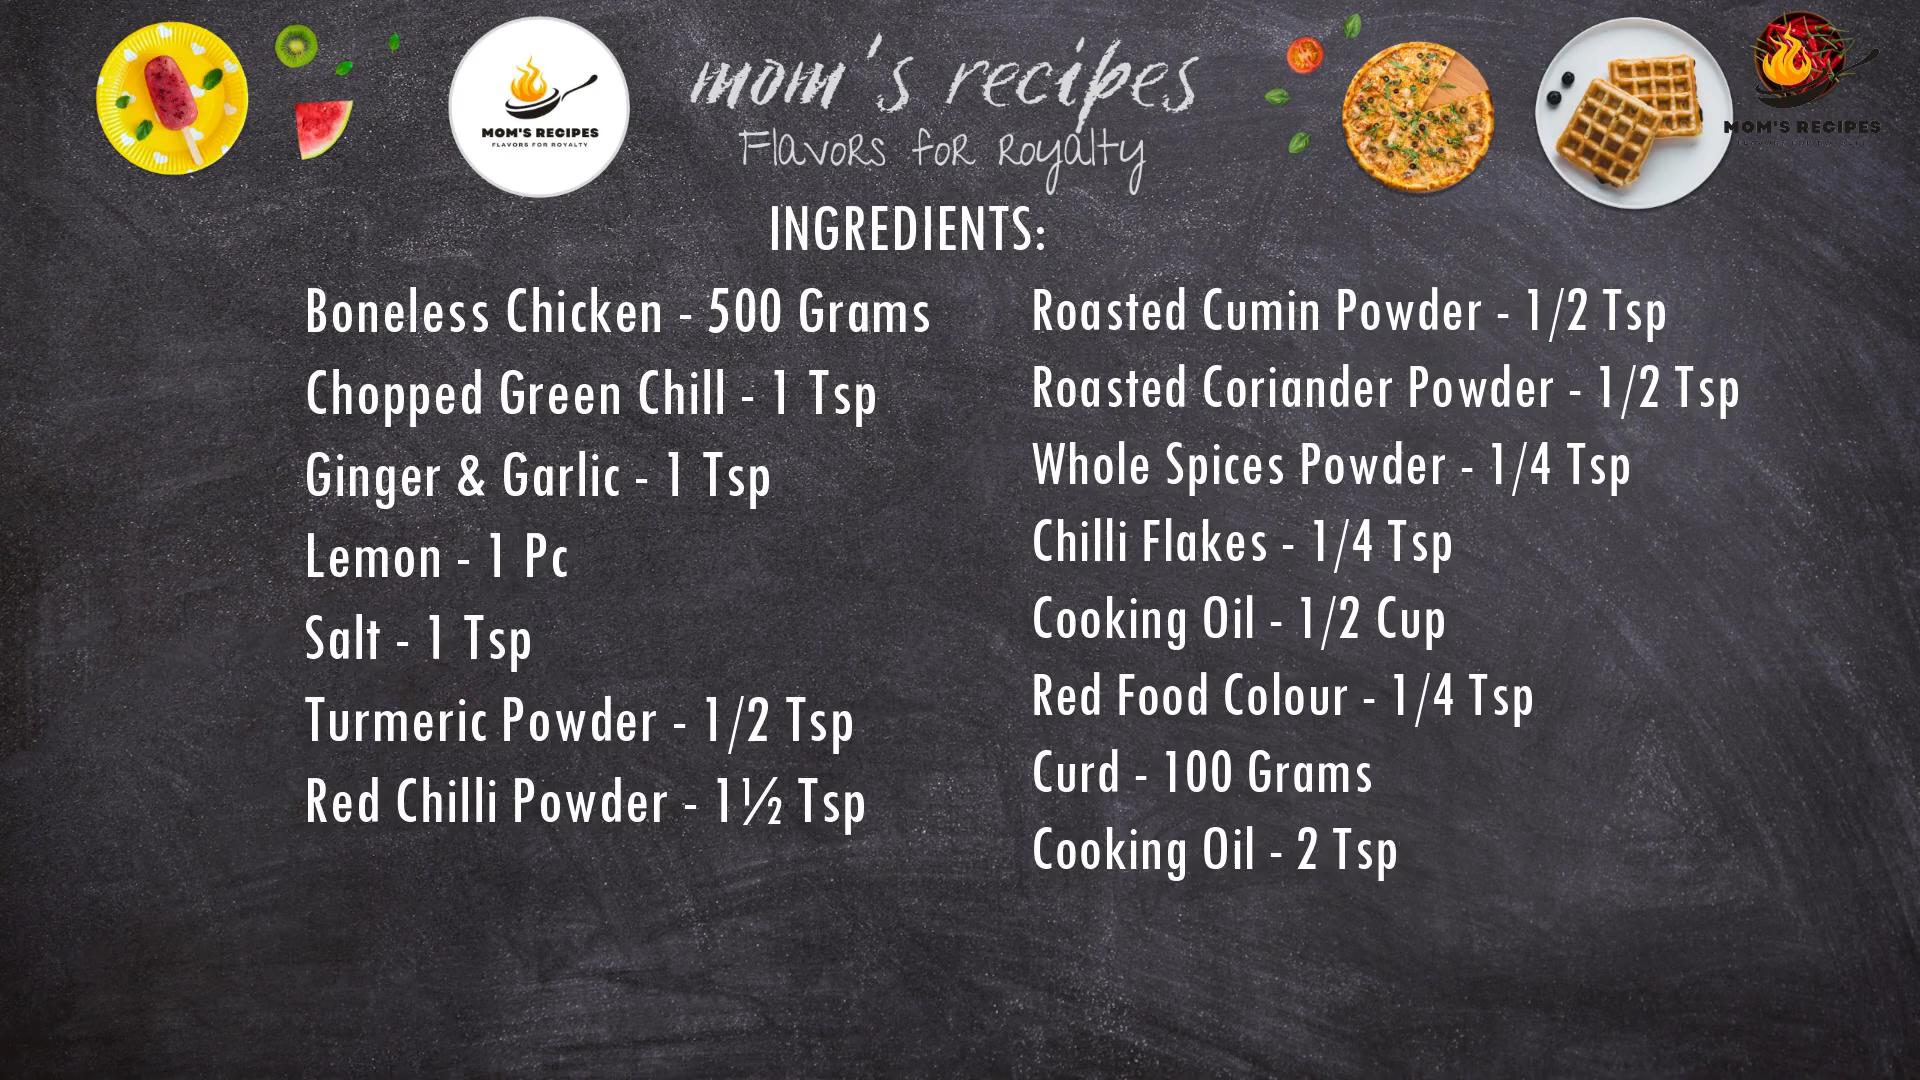 mom's recipes
Flavors for royalty
MOM'S RECIPES
FLAVORS FOR ROYALTY
MOM'S RECIPES
INGREDIENTS:
Boneless Chicken - 500 Grams
Chopped Green Chill - 1 Tsp
Ginger & Garlic - 1 Tsp
Lemon - 1 Pc
Salt - 1 Tsp
Turmeric Powder - 1/2 Tsp
Red Chilli Powder - 1½ Tsp
Roasted Cumin Powder - 1/2 Tsp
Roasted Coriander Powder - 1/2 Tsp
Whole Spices Powder - 1/4 Tsp
Chilli Flakes - 1/4 Tsp
Cooking Oil - 1/2 Cup
Red Food Colour - 1/4 Tsp
Curd - 100 Grams
Cooking Oil - 2 Tsp